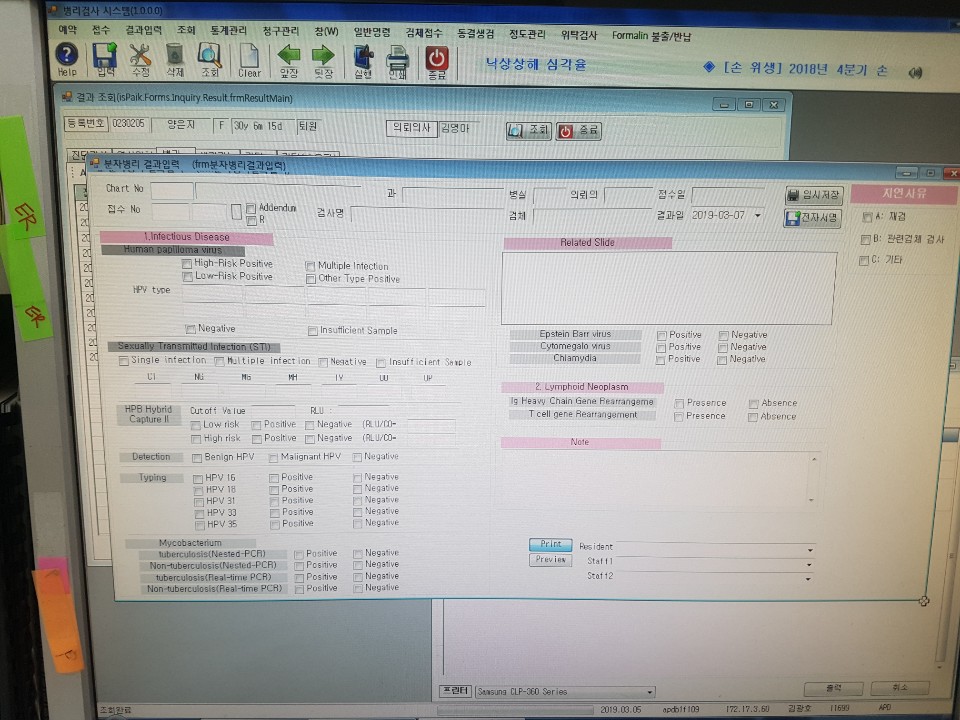 병리검사 시스템(1.0.0.0)
예약 접수 결과입력 조회 통계관리 청구관리 창(W) 일반명령 검체접수 동결생검 정도관리 위탁검사 Formalin 불출/반납
Help 입력 수정 삭제 조회 Clear 앞장 뒷장 실행 인쇄 종료
낙상상해 심각율 ◈ [손 위생] 2018년 4분기 손
결과 조회(isPaik.Forms.Inquiry.Result.frmResultMain)
등록번호 0230205 양은지 F 30y 6m 15d 퇴원 의뢰의사 김영마 조회 종료
분자병리 결과입력 (frm분자병리결과입력)
Chart No 과 병실 의뢰의 접수일 임시저장 지연사유
접수 No Addendum R 검사명 검체 결과일 2019-03-07 전자서명
A: 재검
B: 관련검체 검사
C: 기타
1.Infectious Disease
Human papilloma virus
High-Risk Positive Multiple Infection
Low-Risk Positive Other Type Positive
HPV type
Negative Insufficient Sample
Sexually Transmitted Infection (STI)
Single Infection Multiple infection Negative Insufficient Sample
CT NG MG MH TV UU UP
HPB Hybrid Capture II Cutoff Value RLU :
Low risk Positive Negative (RLU/CO-
High risk Positive Negative (RLU/CO-
Detection Benign HPV Malignant HPV Negative
Typing HPV 16 Positive Negative
HPV 18 Positive Negative
HPV 31 Positive Negative
HPV 33 Positive Negative
HPV 35 Positive Negative
Mycobacterium
tuberculosis(Nested-PCR) Positive Negative
Non-tuberculosis(Nested-PCR) Positive Negative
tuberculosis(Real-time PCR) Positive Negative
Non-tuberculosis(Real-time PCR) Positive Negative
Related Slide
Epstein Barr virus Positive Negative
Cytomegalo virus Positive Negative
Chlamydia Positive Negative
2. Lymphoid Neoplasm
Ig Heavy Chain Gene Rearrangeme Presence Absence
T cell gene Rearrangement Presence Absence
Note
Print Resident
Preview Staff1
Staff2
프린터 Samsung CLP-360 Series 출력 취소
조회완료 2019.03.05 172.17.3.60 김광호 11699 APD
ER
ER